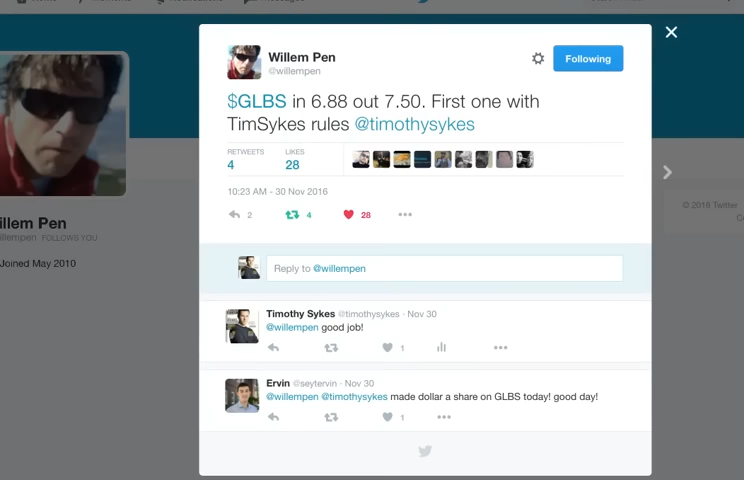 Willem Pen
@willempen
Following
$GLBS in 6.88 out 7.50. First one with
TimSykes rules @timothysykes
RETWEETS LIKES
4 28
10:23 AM - 30 Nov 2016
2 4 28
Reply to @willempen
Timothy Sykes @timothysykes · Nov 30
@willempen good job!
1
Ervin @seytervin · Nov 30
@willempen @timothysykes made dollar a share on GLBS today! good day!
1
illem Pen
illempen FOLLOWS YOU
Joined May 2010
© 2016 Twitter